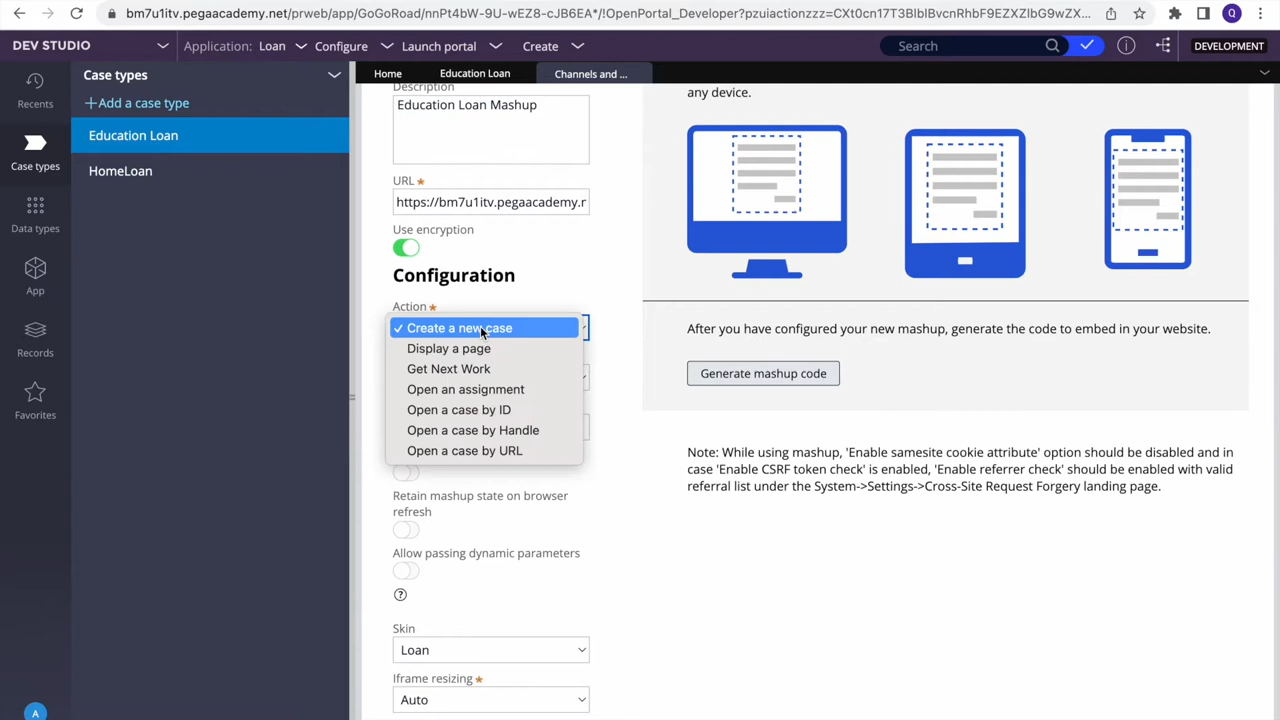 bm7u1itv.pegaacademy.net/prweb/app/GoGoRoad/nnPt4bW-9U-wEZ8-cJB6EA*/!OpenPortal_Developer?pzuiactionzzz=CXt0cn17T3BlblBvcnRhbF9EZXZlbG9wZX...
Q
DEV STUDIO
Application: Loan
Configure
Launch portal
Create
Search
DEVELOPMENT
Recents
Case types
Data types
App
Records
Favorites
A
Case types
+Add a case type
Education Loan
HomeLoan
Home
Education Loan
Channels and ...
Description
Education Loan Mashup
URL *
https://bm7u1itv.pegaacademy.r
Use encryption
Configuration
Action *
✓ Create a new case
Display a page
Get Next Work
Open an assignment
Open a case by ID
Open a case by Handle
Open a case by URL
Retain mashup state on browser
refresh
Allow passing dynamic parameters
?
Skin
Loan
Iframe resizing *
Auto
any device.
After you have configured your new mashup, generate the code to embed in your website.
Generate mashup code
Note: While using mashup, 'Enable samesite cookie attribute' option should be disabled and in
case 'Enable CSRF token check' is enabled, 'Enable referrer check' should be enabled with valid
referral list under the System->Settings->Cross-Site Request Forgery landing page.